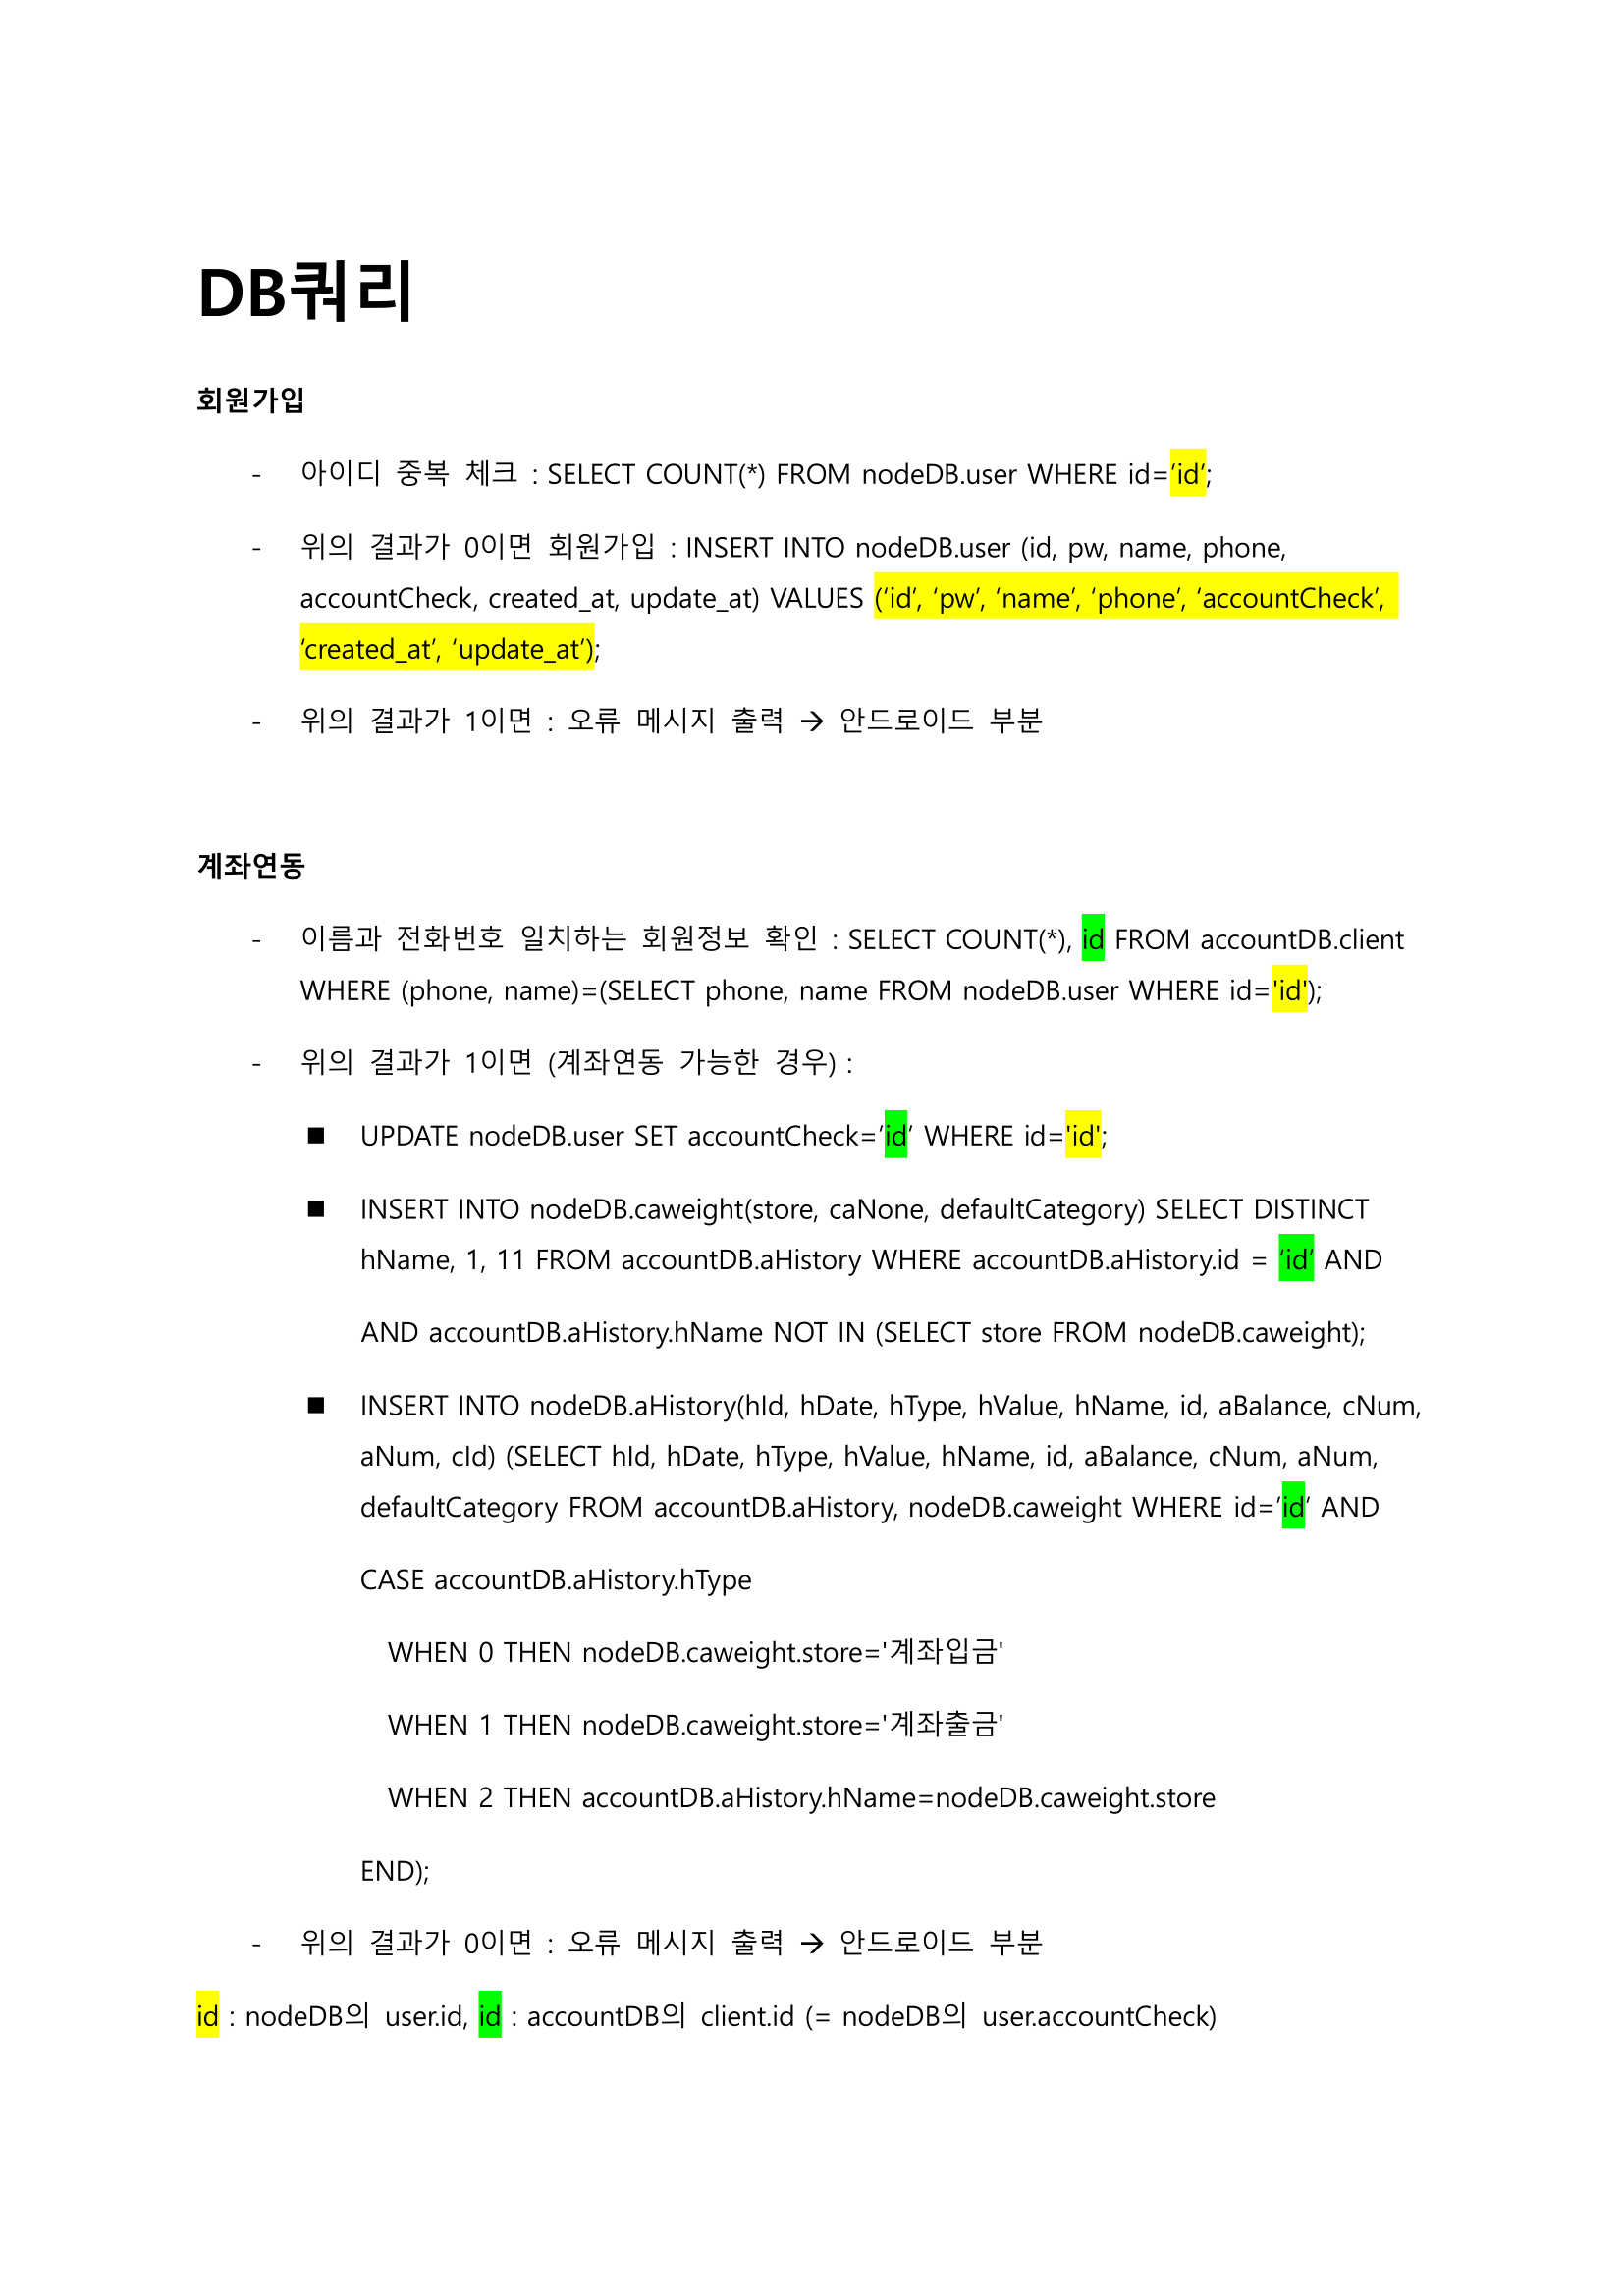 DB쿼리
회원가입
- 아이디 중복 체크 : SELECT COUNT(*) FROM nodeDB.user WHERE id=‘id’;
- 위의 결과가 0이면 회원가입 : INSERT INTO nodeDB.user (id, pw, name, phone,
accountCheck, created_at, update_at) VALUES (‘id’, ‘pw’, ‘name’, ‘phone’, ‘accountCheck’,
‘created_at’, ‘update_at’);
- 위의 결과가 1이면 : 오류 메시지 출력 → 안드로이드 부분
계좌연동
- 이름과 전화번호 일치하는 회원정보 확인 : SELECT COUNT(*), id FROM accountDB.client
WHERE (phone, name)=(SELECT phone, name FROM nodeDB.user WHERE id='id');
- 위의 결과가 1이면 (계좌연동 가능한 경우) :
■ UPDATE nodeDB.user SET accountCheck=’id’ WHERE id='id';
■ INSERT INTO nodeDB.caweight(store, caNone, defaultCategory) SELECT DISTINCT
hName, 1, 11 FROM accountDB.aHistory WHERE accountDB.aHistory.id = ‘id‘ AND
AND accountDB.aHistory.hName NOT IN (SELECT store FROM nodeDB.caweight);
■ INSERT INTO nodeDB.aHistory(hId, hDate, hType, hValue, hName, id, aBalance, cNum,
aNum, cId) (SELECT hId, hDate, hType, hValue, hName, id, aBalance, cNum, aNum,
defaultCategory FROM accountDB.aHistory, nodeDB.caweight WHERE id=’id’ AND
CASE accountDB.aHistory.hType
WHEN 0 THEN nodeDB.caweight.store='계좌입금'
WHEN 1 THEN nodeDB.caweight.store='계좌출금'
WHEN 2 THEN accountDB.aHistory.hName=nodeDB.caweight.store
END);
- 위의 결과가 0이면 : 오류 메시지 출력 → 안드로이드 부분
id : nodeDB의 user.id, id : accountDB의 client.id (= nodeDB의 user.accountCheck)